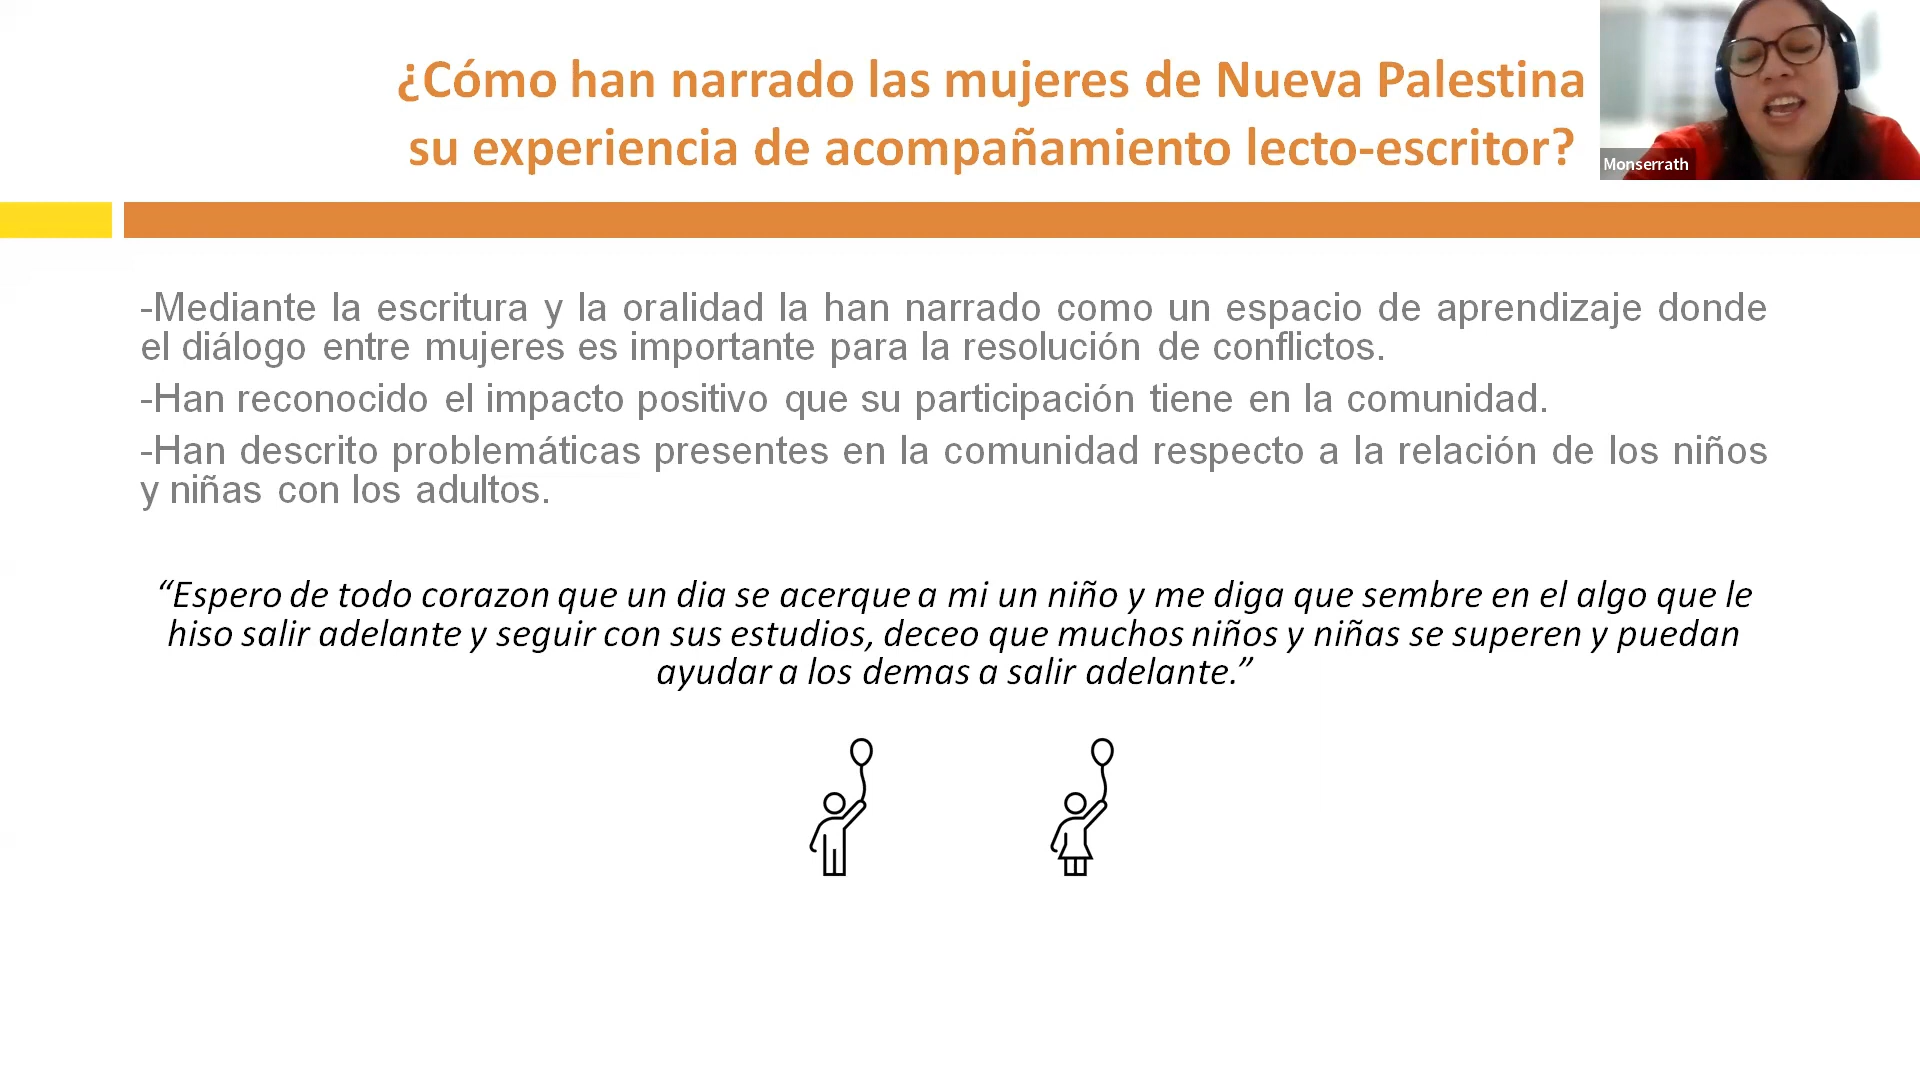 ¿Cómo han narrado las mujeres de Nueva Palestina
su experiencia de acompañamiento lecto-escritor?
Monserrath
-Mediante la escritura y la oralidad la han narrado como un espacio de aprendizaje donde
el diálogo entre mujeres es importante para la resolución de conflictos.
-Han reconocido el impacto positivo que su participación tiene en la comunidad.
-Han descrito problemáticas presentes en la comunidad respecto a la relación de los niños
y niñas con los adultos.
“Espero de todo corazon que un dia se acerque a mi un niño y me diga que sembre en el algo que le
hiso salir adelante y seguir con sus estudios, deceo que muchos niños y niñas se superen y puedan
ayudar a los demas a salir adelante.”